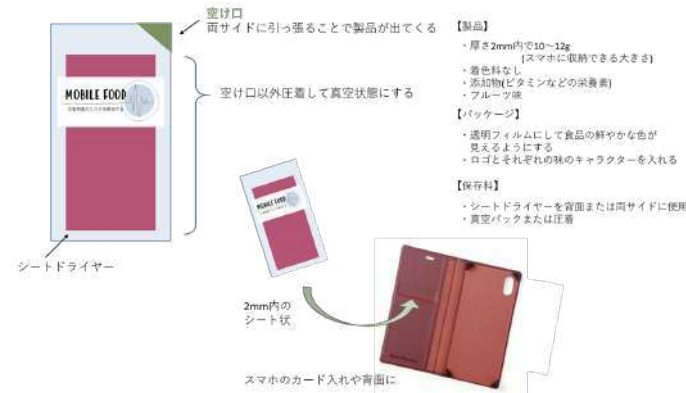 空け口
両サイドに引っ張ることで製品が出てくる
MOBILE FOOD
空け口以外圧着して真空状態にする
シートドライヤー
【製品】
・厚さ2mm内で10〜12g
(スマホに収納できる大きさ)
・着色料なし
・添加物(ビタミンなどの栄養素)
・フルーツ味
【パッケージ】
・透明フィルムにして食品の鮮やかな色が
見えるようにする
・ロゴとそれぞれの味のキャラクターを入れる
【保存料】
・シートドライヤーを背面または両サイドに使用
・真空パックまたは圧着
MOBILE FOOD
2mm内の
シート状
スマホのカード入れや背面に